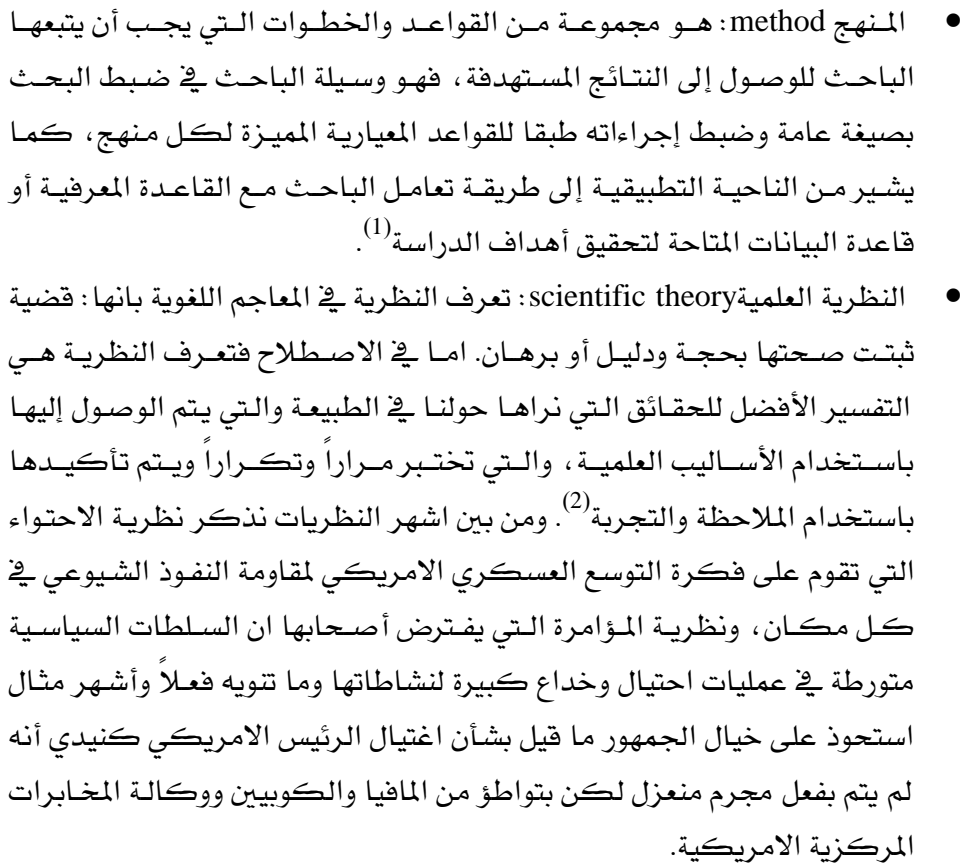 • المنهج method: هو مجموعة من القواعد والخطوات التي يجب أن يتبعها
الباحث للوصول إلى النتائج المستهدفة، فهو وسيلة الباحث في ضبط البحث
بصيغة عامة وضبط إجراءاته طبقا للقواعد المعيارية المميزة لكل منهج، كما
يشير من الناحية التطبيقية إلى طريقة تعامل الباحث مع القاعدة المعرفية أو
قاعدة البيانات المتاحة لتحقيق أهداف الدراسة(1).
• النظرية العلميةscientific theory: تعرف النظرية في المعاجم اللغوية بانها: قضية
ثبتت صحتها بحجة ودليل أو برهان. اما في الاصطلاح فتعرف النظرية هي
التفسير الأفضل للحقائق التي نراها حولنا في الطبيعة والتي يتم الوصول إليها
باستخدام الأساليب العلمية، والتي تختبر مراراً وتكراراً ويتم تأكيدها
باستخدام الملاحظة والتجربة(2). ومن بين اشهر النظريات نذكر نظرية الاحتواء
التي تقوم على فكرة التوسع العسكري الامريكي لمقاومة النفوذ الشيوعي في
كل مكان، ونظرية المؤامرة التي يفترض أصحابها ان السلطات السياسية
متورطة في عمليات احتيال وخداع كبيرة لنشاطاتها وما تنويه فعلاً وأشهر مثال
استحوذ على خيال الجمهور ما قيل بشأن اغتيال الرئيس الامريكي كنيدي أنه
لم يتم بفعل مجرم منعزل لكن بتواطؤ من المافيا والكوبيين ووكالة المخابرات
المركزية الامريكية.